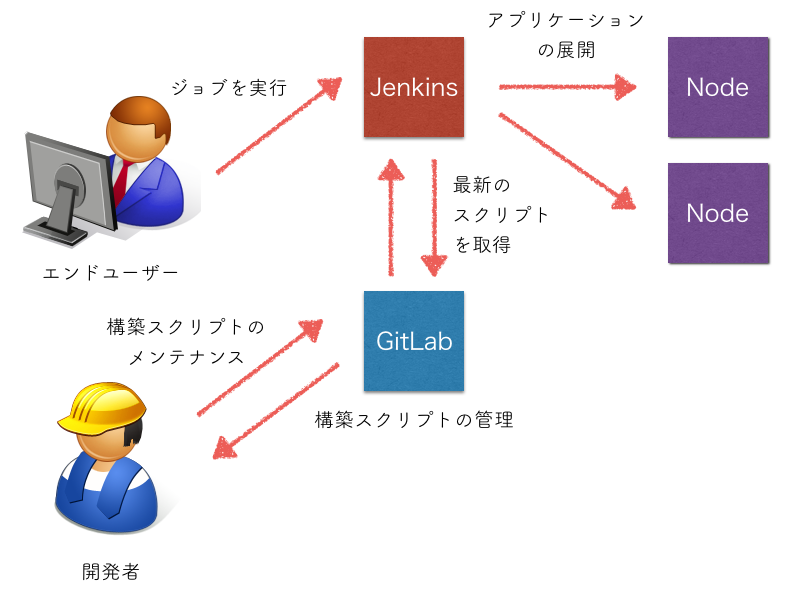 アプリケーション
の展開
ジョブを実行
Jenkins
Node
最新の
スクリプト
を取得
Node
エンドユーザー
構築スクリプトの
メンテナンス
GitLab
構築スクリプトの管理
開発者